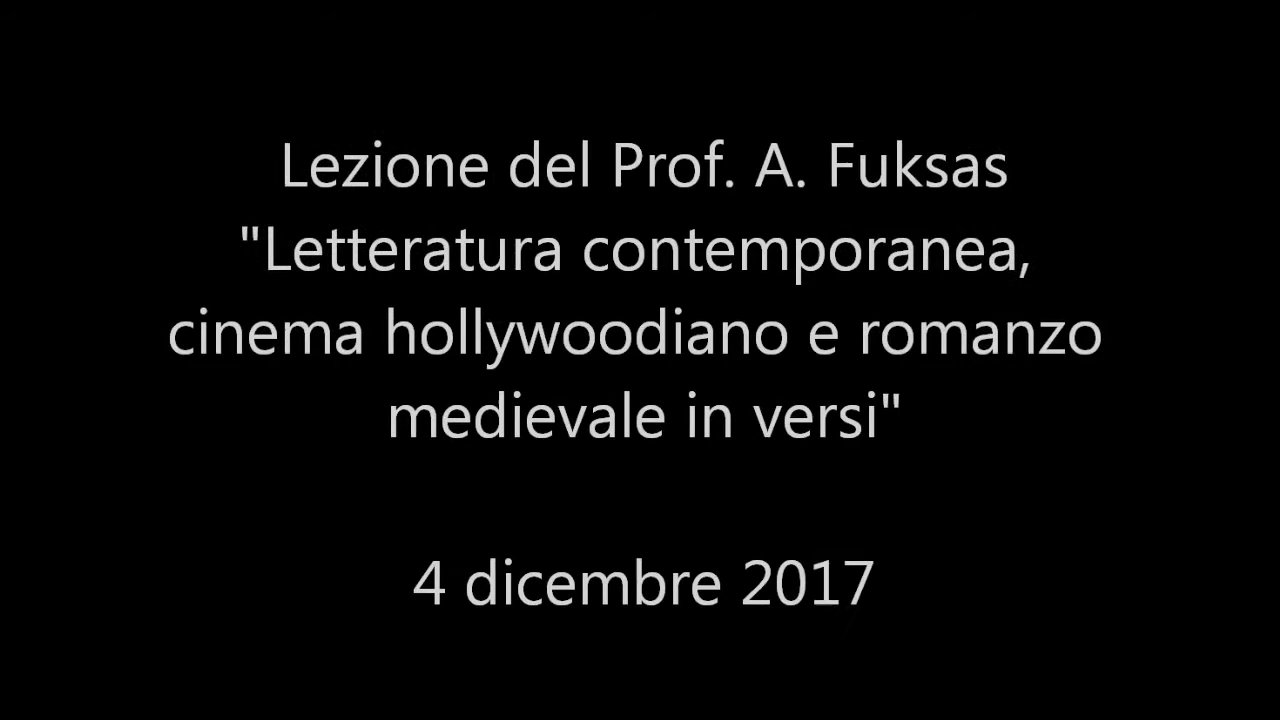 Lezione del Prof. A. Fuksas
"Letteratura contemporanea,
cinema hollywoodiano e romanzo
medievale in versi"
4 dicembre 2017